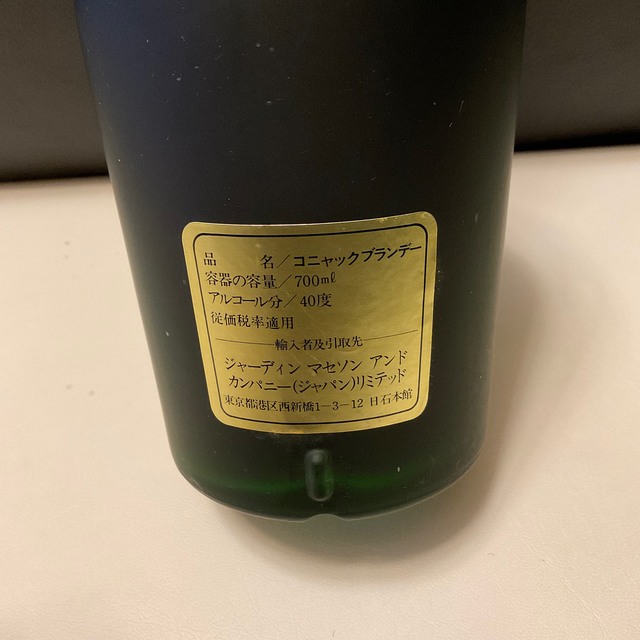 品 名／コニャックブランデー
容器の容量／700ml
アルコール分／40度
従価税率適用
輸入者及引取先
ジャーディン マセソン アンド
カンパニー(ジャパン)リミテッド
東京都港区西新橋1-3-12 日石本館